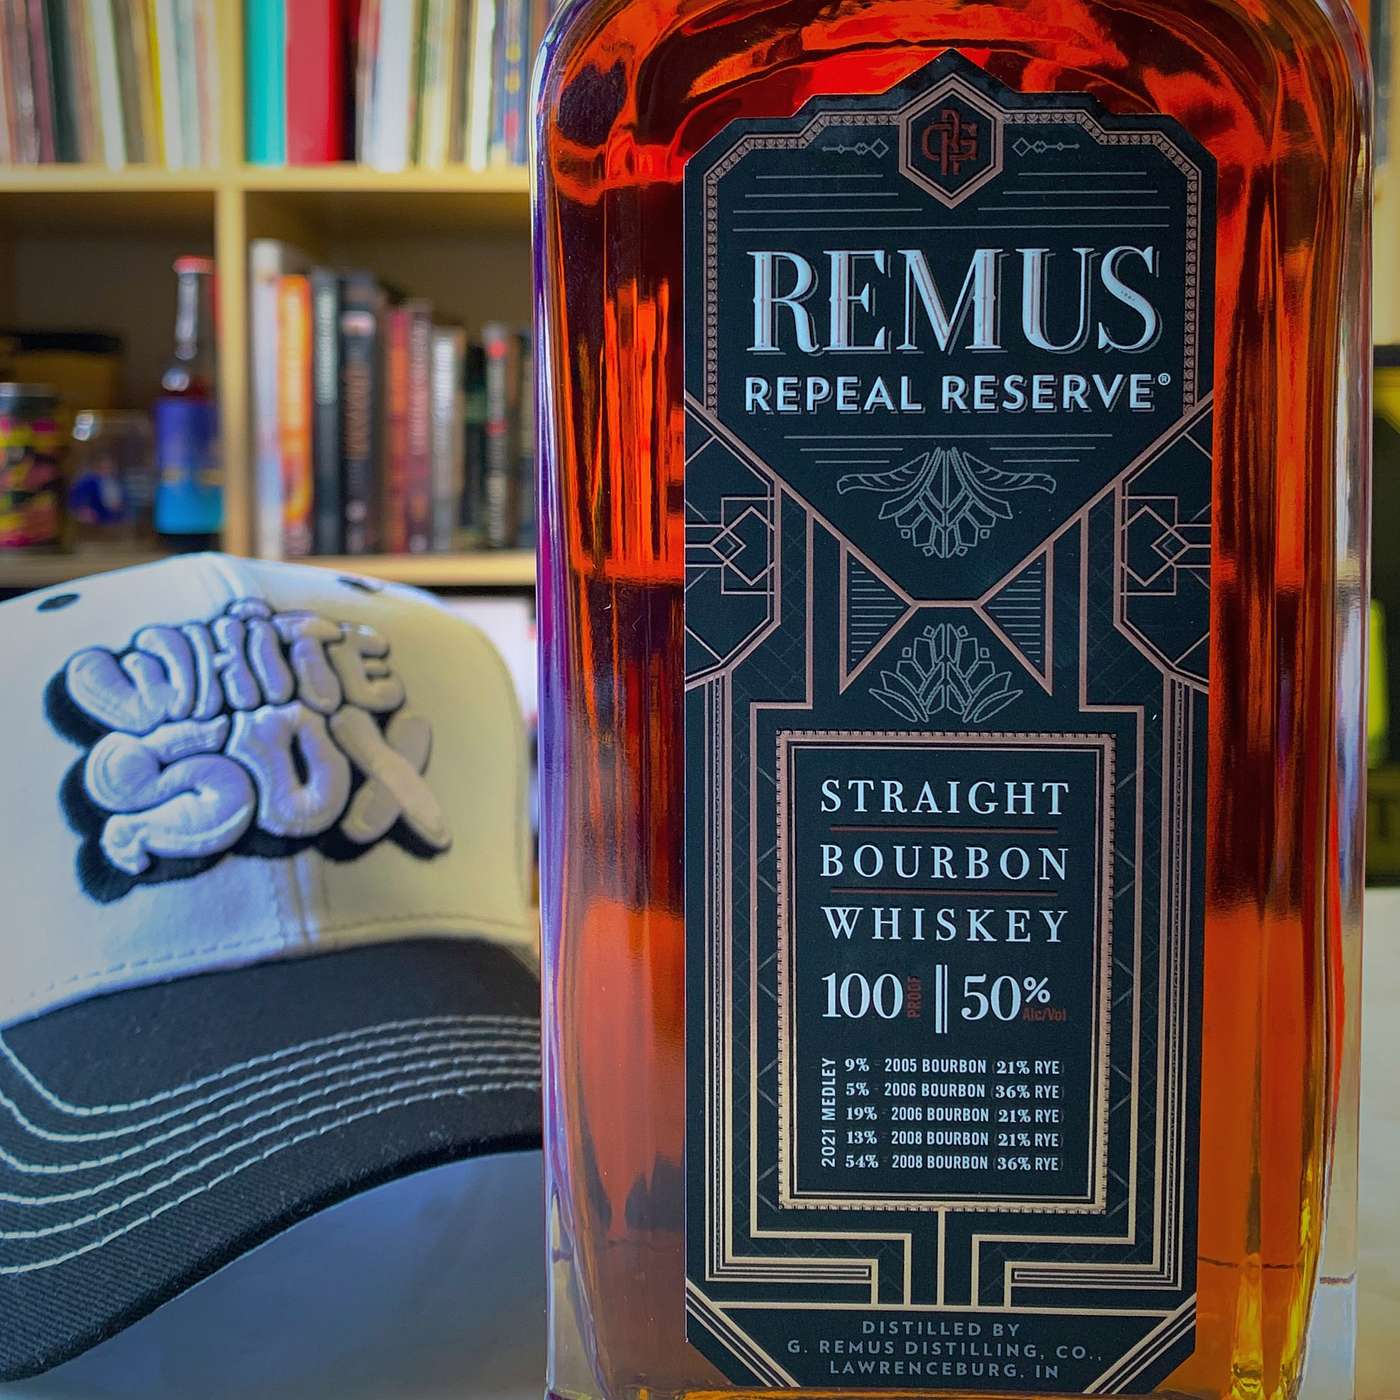 WHITE
SOX
REMUS
REPEAL RESERVE®
STRAIGHT
BOURBON
WHISKEY
100 PROOF 50% Alc/Vol
2021 MEDLEY
9% 2005 BOURBON (21% RYE)
5% 2006 BOURBON (36% RYE)
19% 2006 BOURBON (21% RYE)
13% 2008 BOURBON (21% RYE)
54% 2008 BOURBON (36% RYE)
DISTILLED BY
G. REMUS DISTILLING, CO.,
LAWRENCEBURG, IN